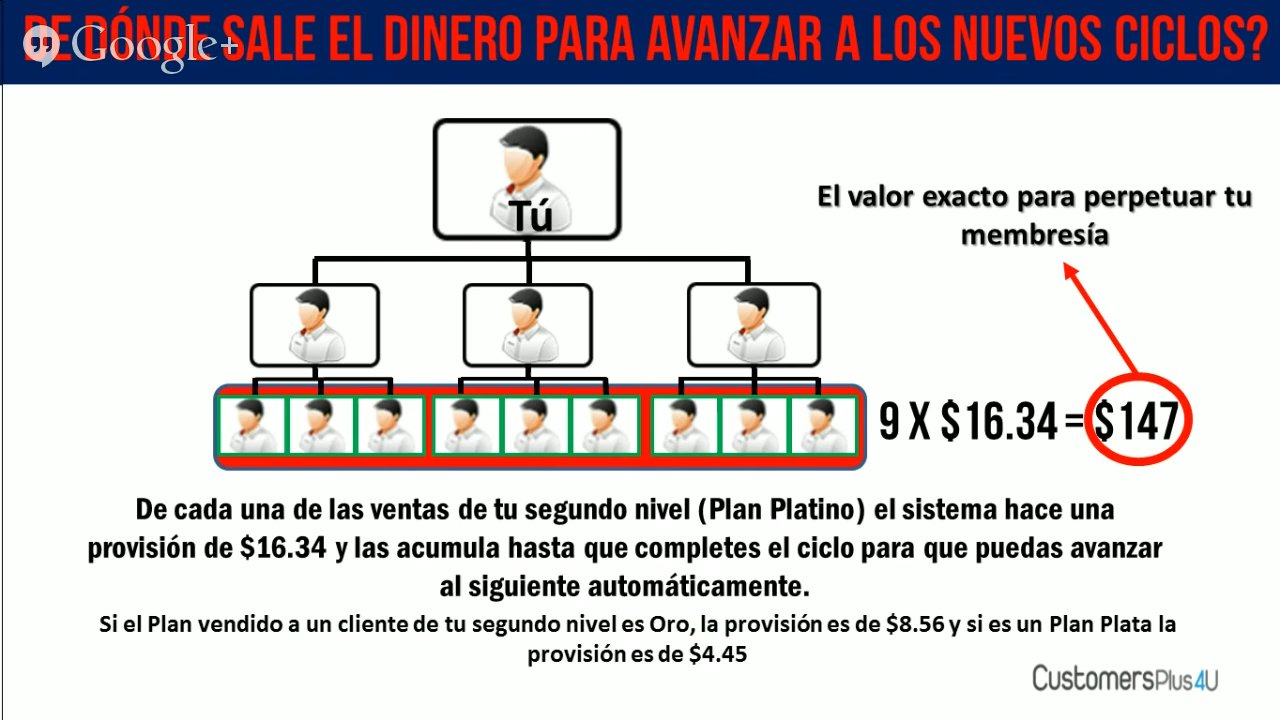 DE DÓNDE SALE EL DINERO PARA AVANZAR A LOS NUEVOS CICLOS?
Google+
El valor exacto para perpetuar tu
membresía
Tú
9 X $16.34 = $147
De cada una de las ventas de tu segundo nivel (Plan Platino) el sistema hace una
provisión de $16.34 y las acumula hasta que completes el ciclo para que puedas avanzar
al siguiente automáticamente.
Si el Plan vendido a un cliente de tu segundo nivel es Oro, la provisión es de $8.56 y si es un Plan Plata la
provisión es de $4.45
CustomersPlus4U